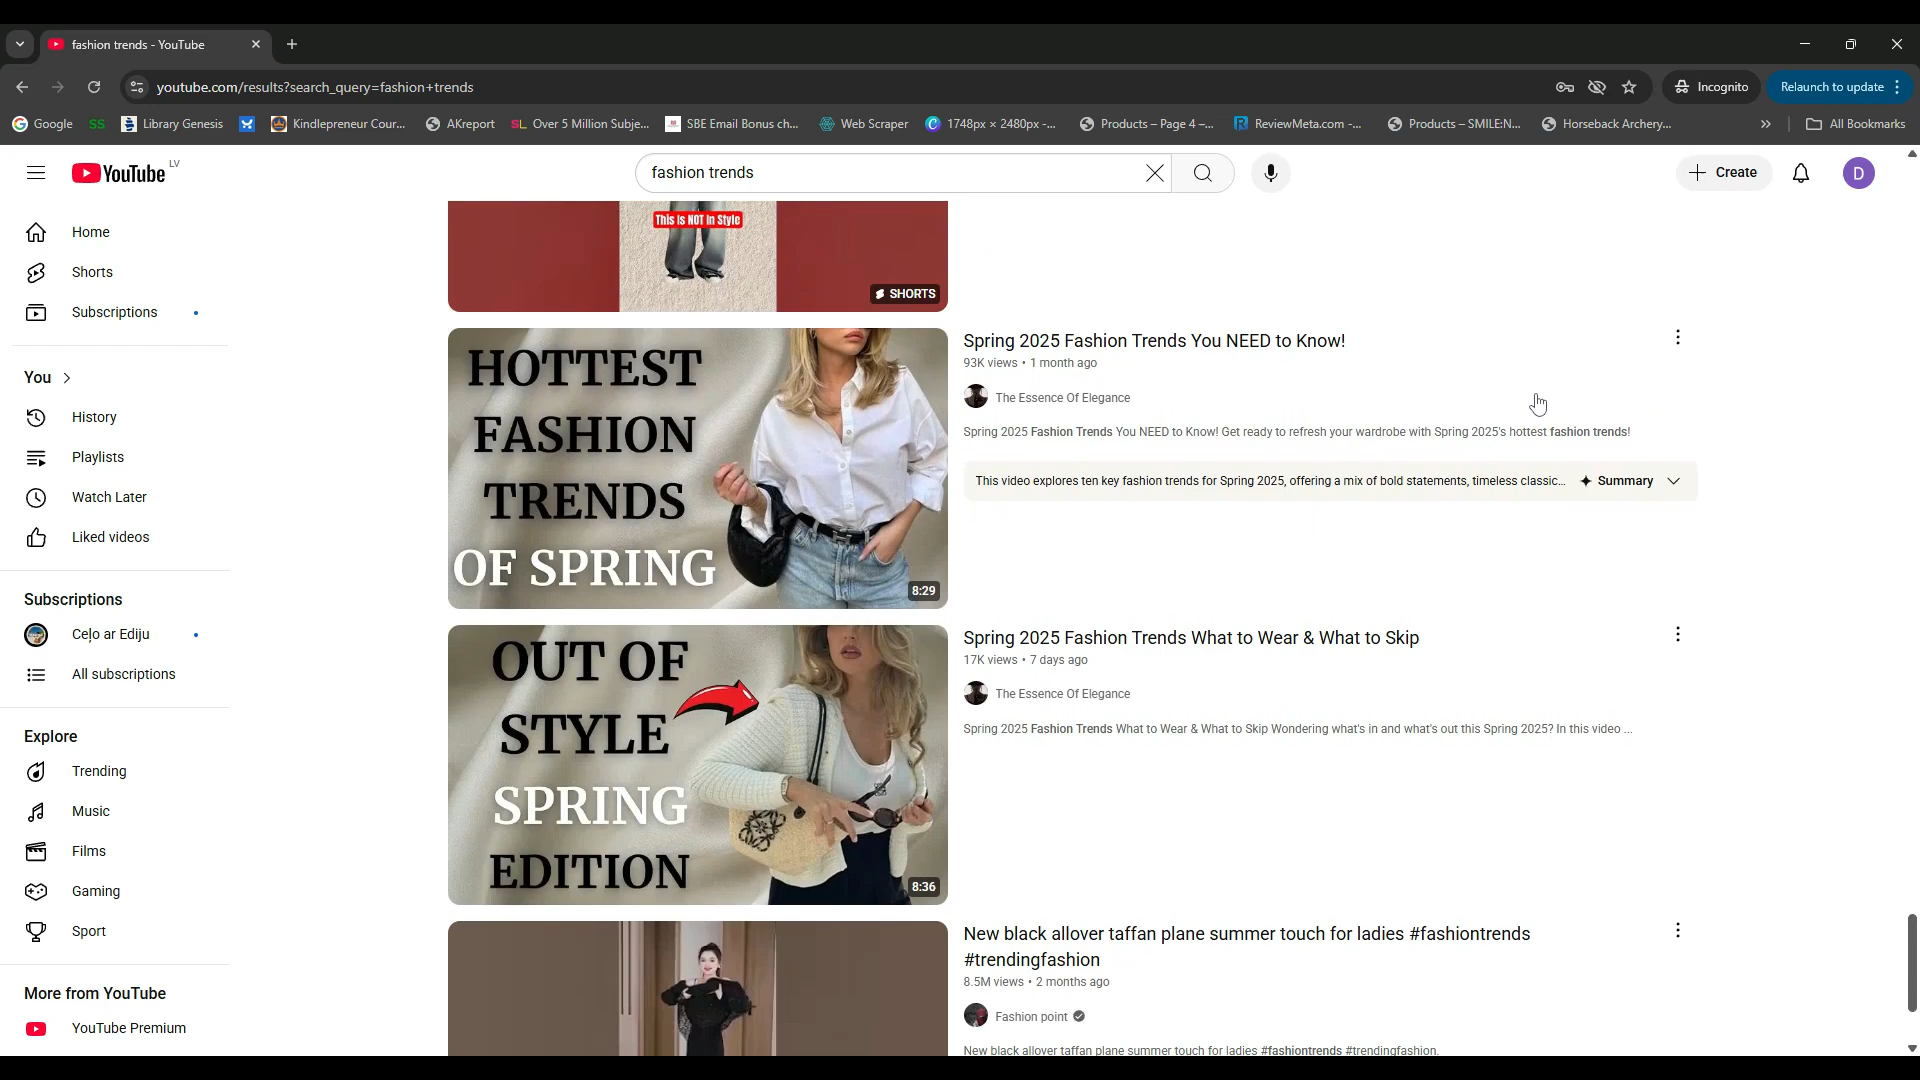 fashion trends - YouTube
youtube.com/results?search_query=fashion+trends
Incognito
Relaunch to update
Google
SS
Library Genesis
Kindlepreneur Cour...
AKreport
SL Over 5 Million Subje...
SBE Email Bonus ch...
Web Scraper
1748px × 2480px -...
Products – Page 4 –...
ReviewMeta.com -...
Products – SMILE:N...
Horseback Archery...
»
All Bookmarks
YouTube LV
fashion trends
Create
D
Home
Shorts
Subscriptions
You
History
Playlists
Watch Later
Liked videos
Subscriptions
Ceļo ar Ediju
All subscriptions
Explore
Trending
Music
Films
Gaming
Sport
More from YouTube
YouTube Premium
This Is NOT In Style
SHORTS
HOTTEST
FASHION
TRENDS
OF SPRING
8:29
Spring 2025 Fashion Trends You NEED to Know!
93K views • 1 month ago
The Essence Of Elegance
Spring 2025 Fashion Trends You NEED to Know! Get ready to refresh your wardrobe with Spring 2025's hottest fashion trends!
This video explores ten key fashion trends for Spring 2025, offering a mix of bold statements, timeless classic... Summary
OUT OF
STYLE
SPRING
EDITION
8:36
Spring 2025 Fashion Trends What to Wear & What to Skip
17K views • 7 days ago
The Essence Of Elegance
Spring 2025 Fashion Trends What to Wear & What to Skip Wondering what's in and what's out this Spring 2025? In this video ...
New black allover taffan plane summer touch for ladies #fashiontrends
#trendingfashion
8.5M views • 2 months ago
Fashion point
New black allover taffan plane summer touch for ladies #fashiontrends #trendingfashion.